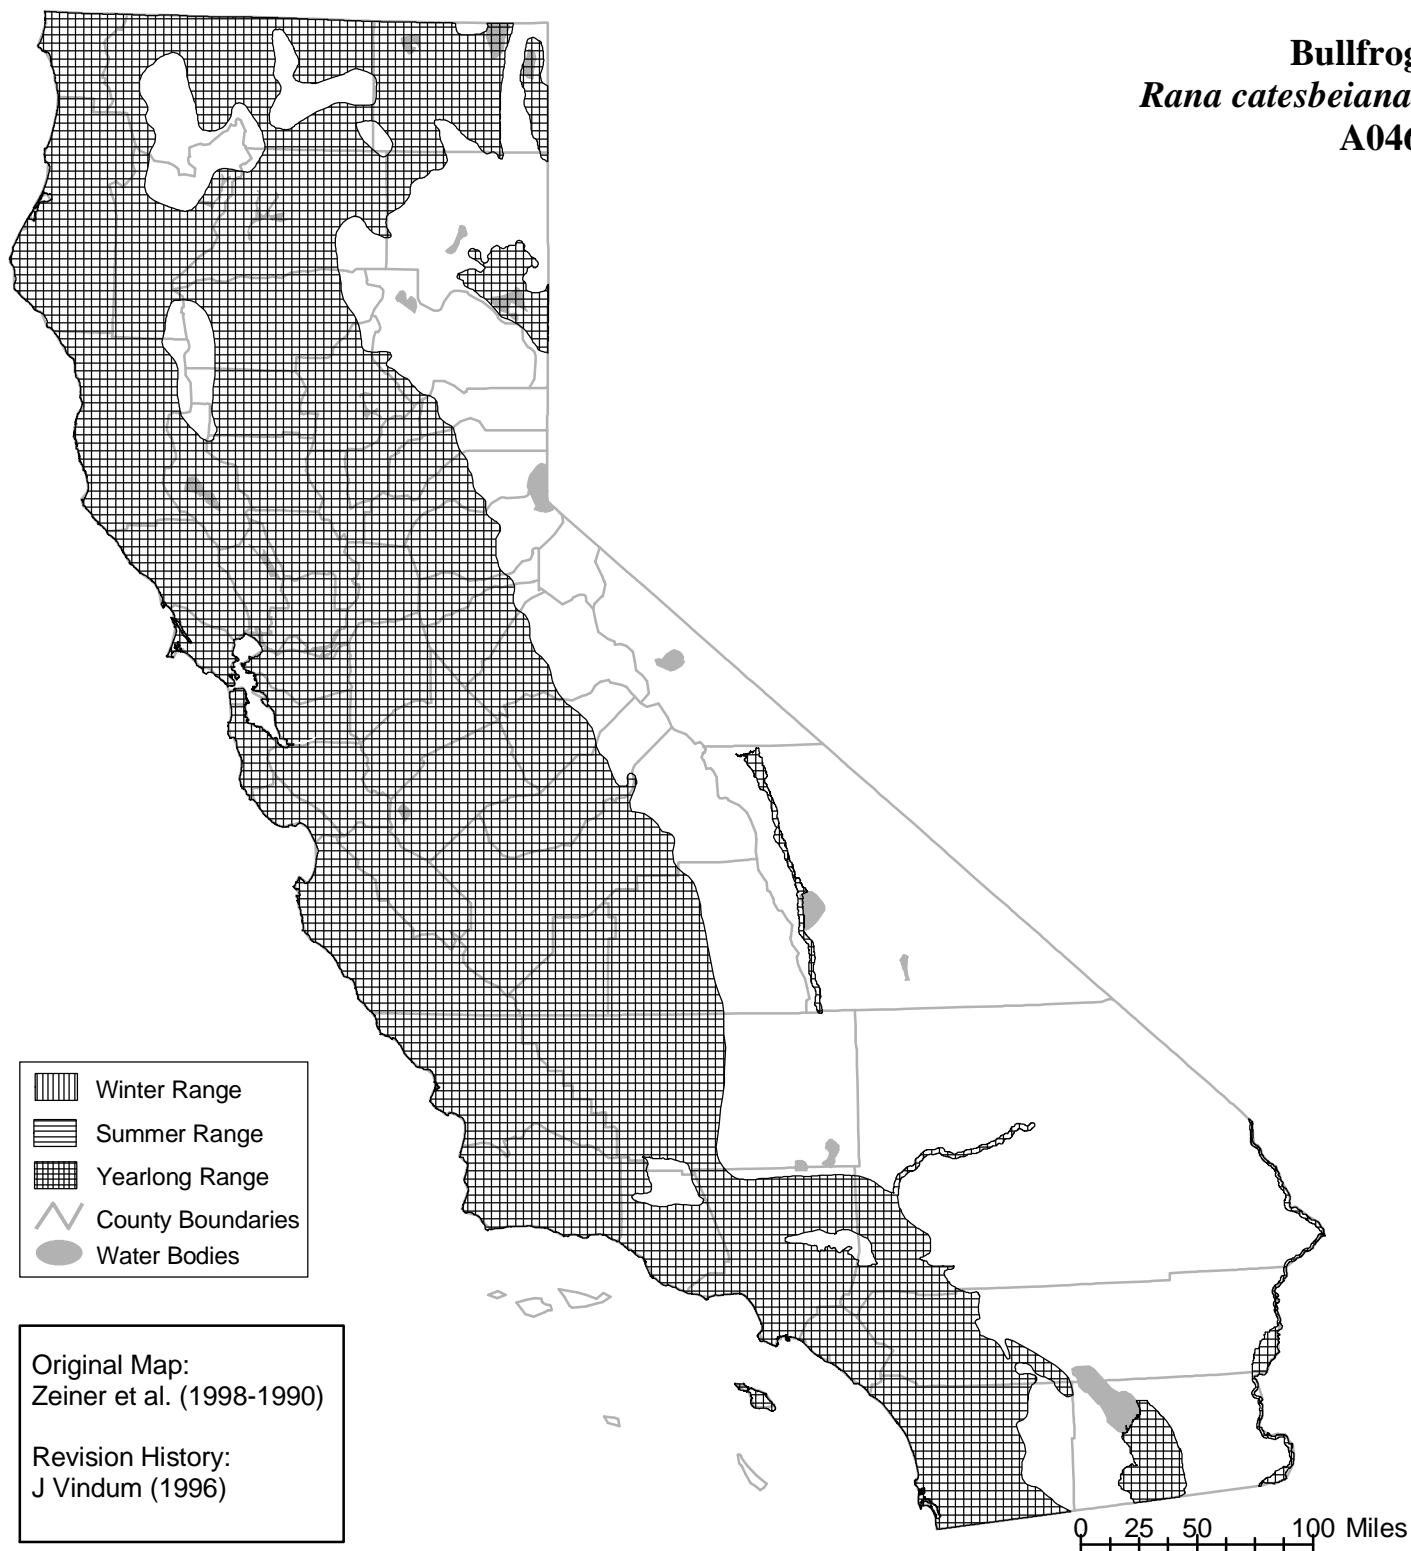 Bullfrog
Rana catesbeiana
A046
Winter Range
Summer Range
Yearlong Range
County Boundaries
Water Bodies
Original Map:
Zeiner et al. (1998-1990)
Revision History:
J Vindum (1996)
0 25 50 100 Miles